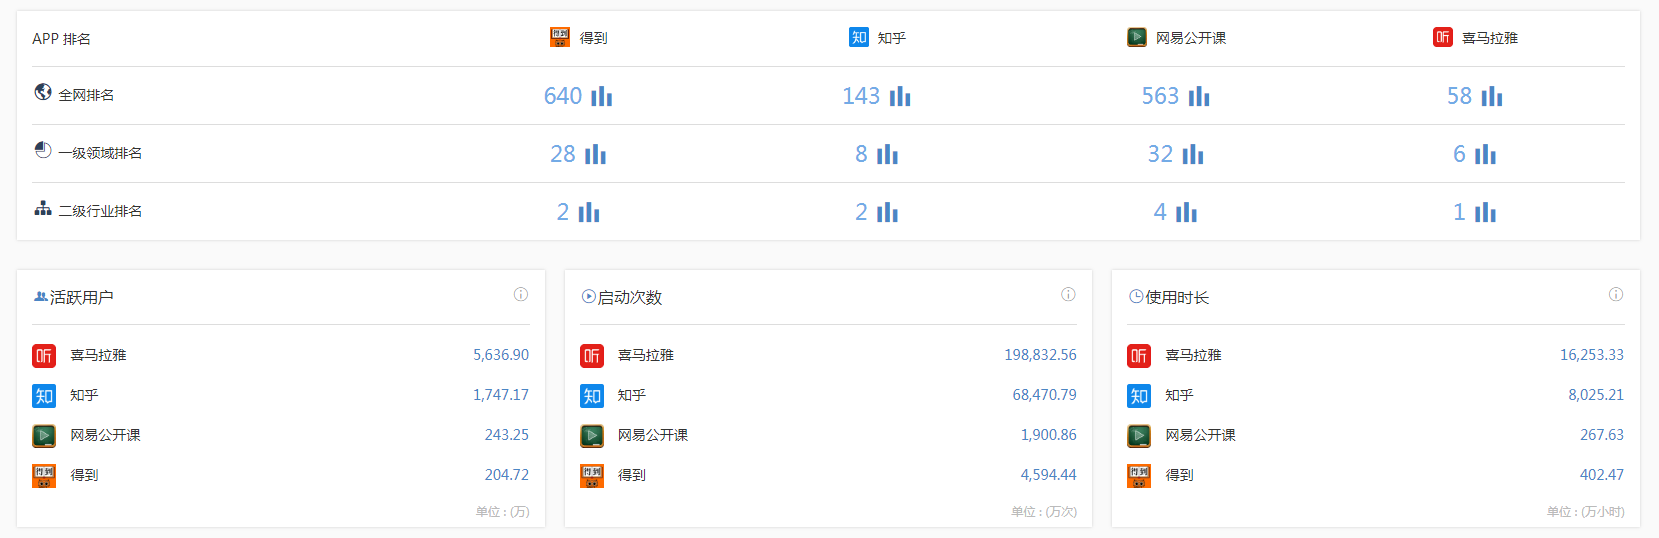 APP 排名 得到 知乎 网易公开课 喜马拉雅
全网排名 640 143 563 58
一级领域排名 28 8 32 6
二级行业排名 2 2 4 1
活跃用户
喜马拉雅 5,636.90
知乎 1,747.17
网易公开课 243.25
得到 204.72
单位 : (万)
启动次数
喜马拉雅 198,832.56
知乎 68,470.79
网易公开课 1,900.86
得到 4,594.44
单位 : (万次)
使用时长
喜马拉雅 16,253.33
知乎 8,025.21
网易公开课 267.63
得到 402.47
单位 : (万小时)